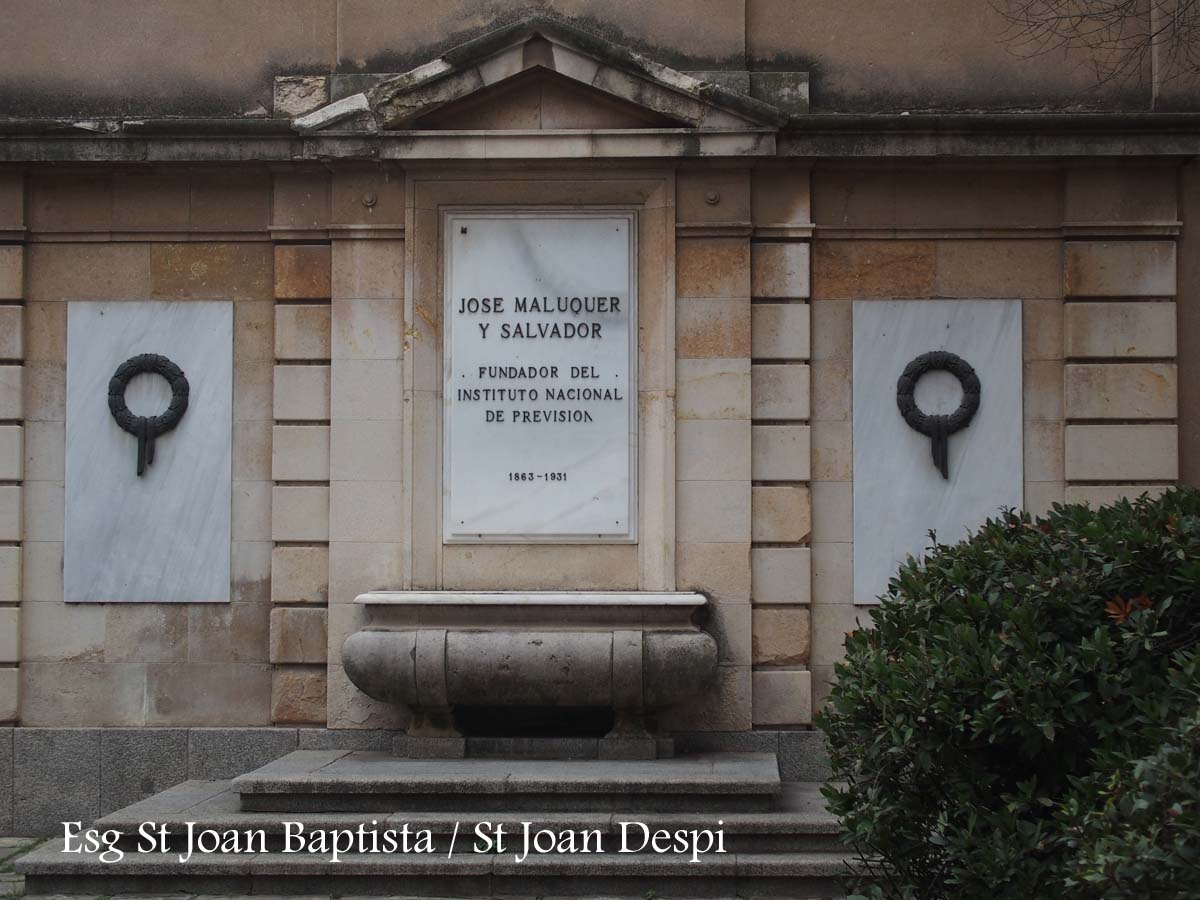 JOSE MALUQUER
Y SALVADOR
. FUNDADOR DEL .
INSTITUTO NACIONAL
DE PREVISION
1863-1931
Esg St Joan Baptista / St Joan Despi